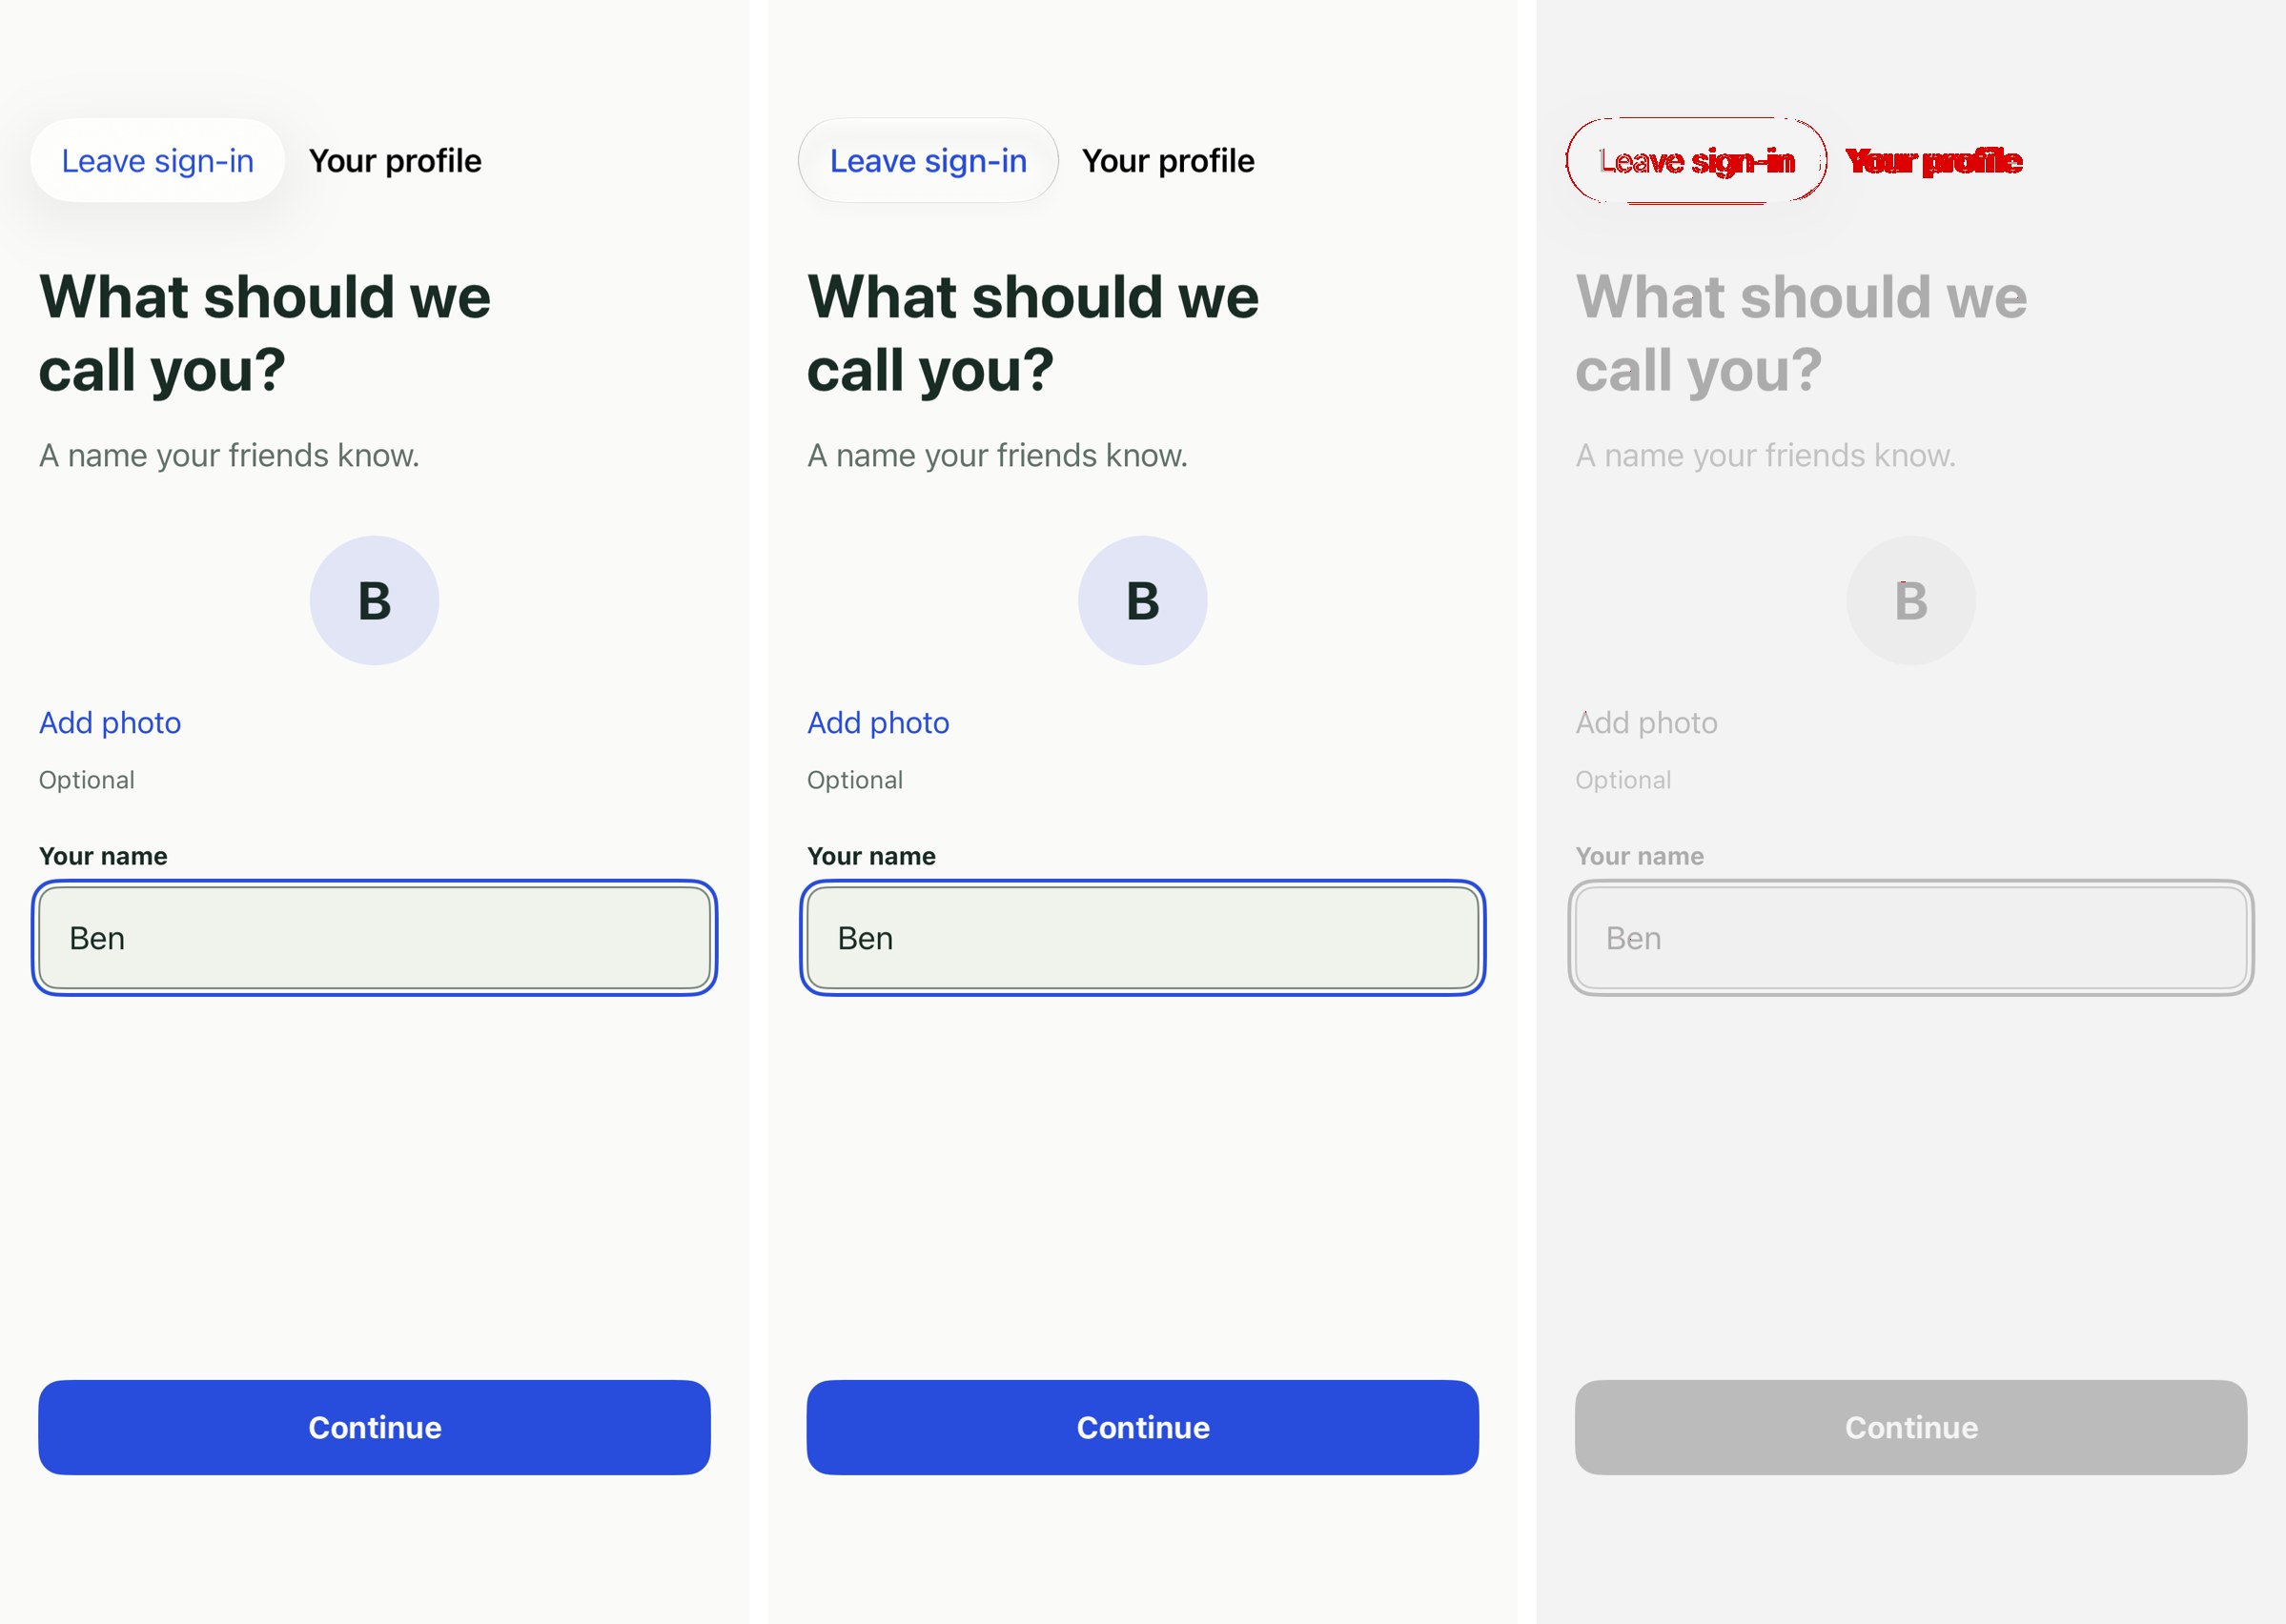 Leave sign-in Your profile
What should we
call you?
A name your friends know.
B
Add photo
Optional
Your name
Ben
Continue
Leave sign-in Your profile
What should we
call you?
A name your friends know.
B
Add photo
Optional
Your name
Ben
Continue
Leave sign-in Your profile
What should we
call you?
A name your friends know.
B
Add photo
Optional
Your name
Ben
Continue